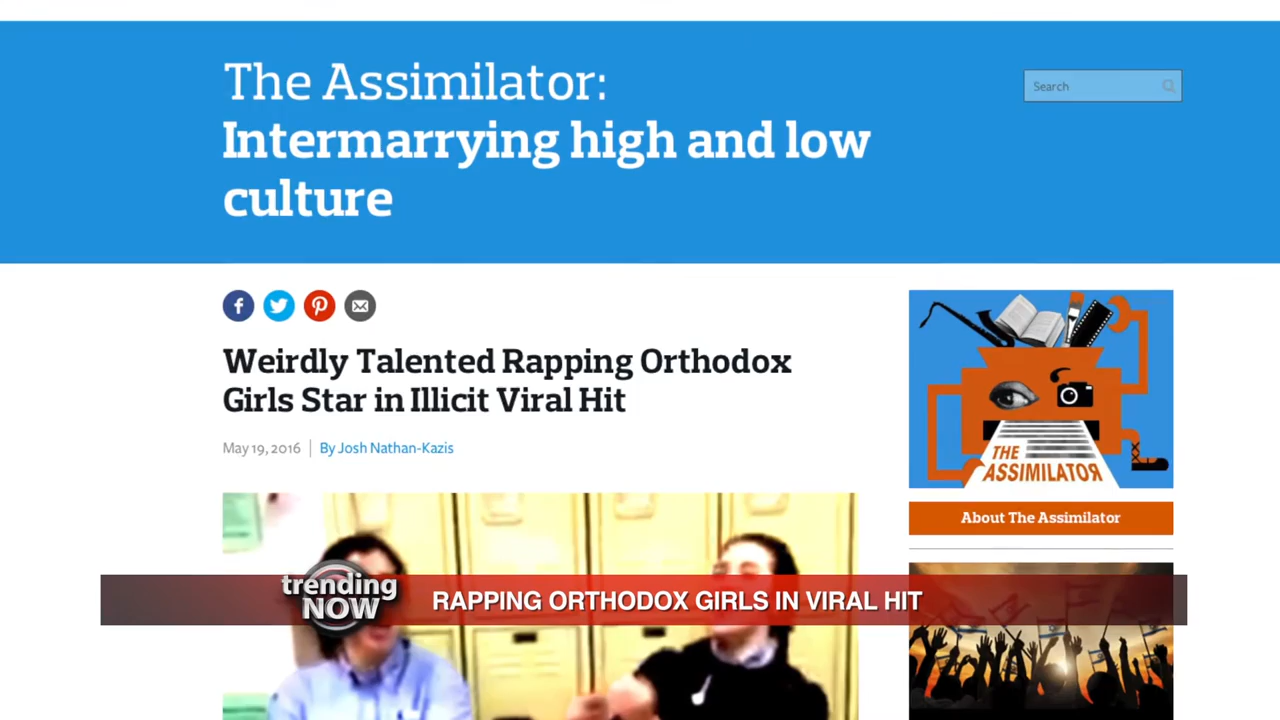 The Assimilator:
Intermarrying high and low
culture
Search
Weirdly Talented Rapping Orthodox
Girls Star in Illicit Viral Hit
May 19, 2016 | By Josh Nathan-Kazis
THE
ASSIMILATOR
About The Assimilator
trending
NOW
RAPPING ORTHODOX GIRLS IN VIRAL HIT